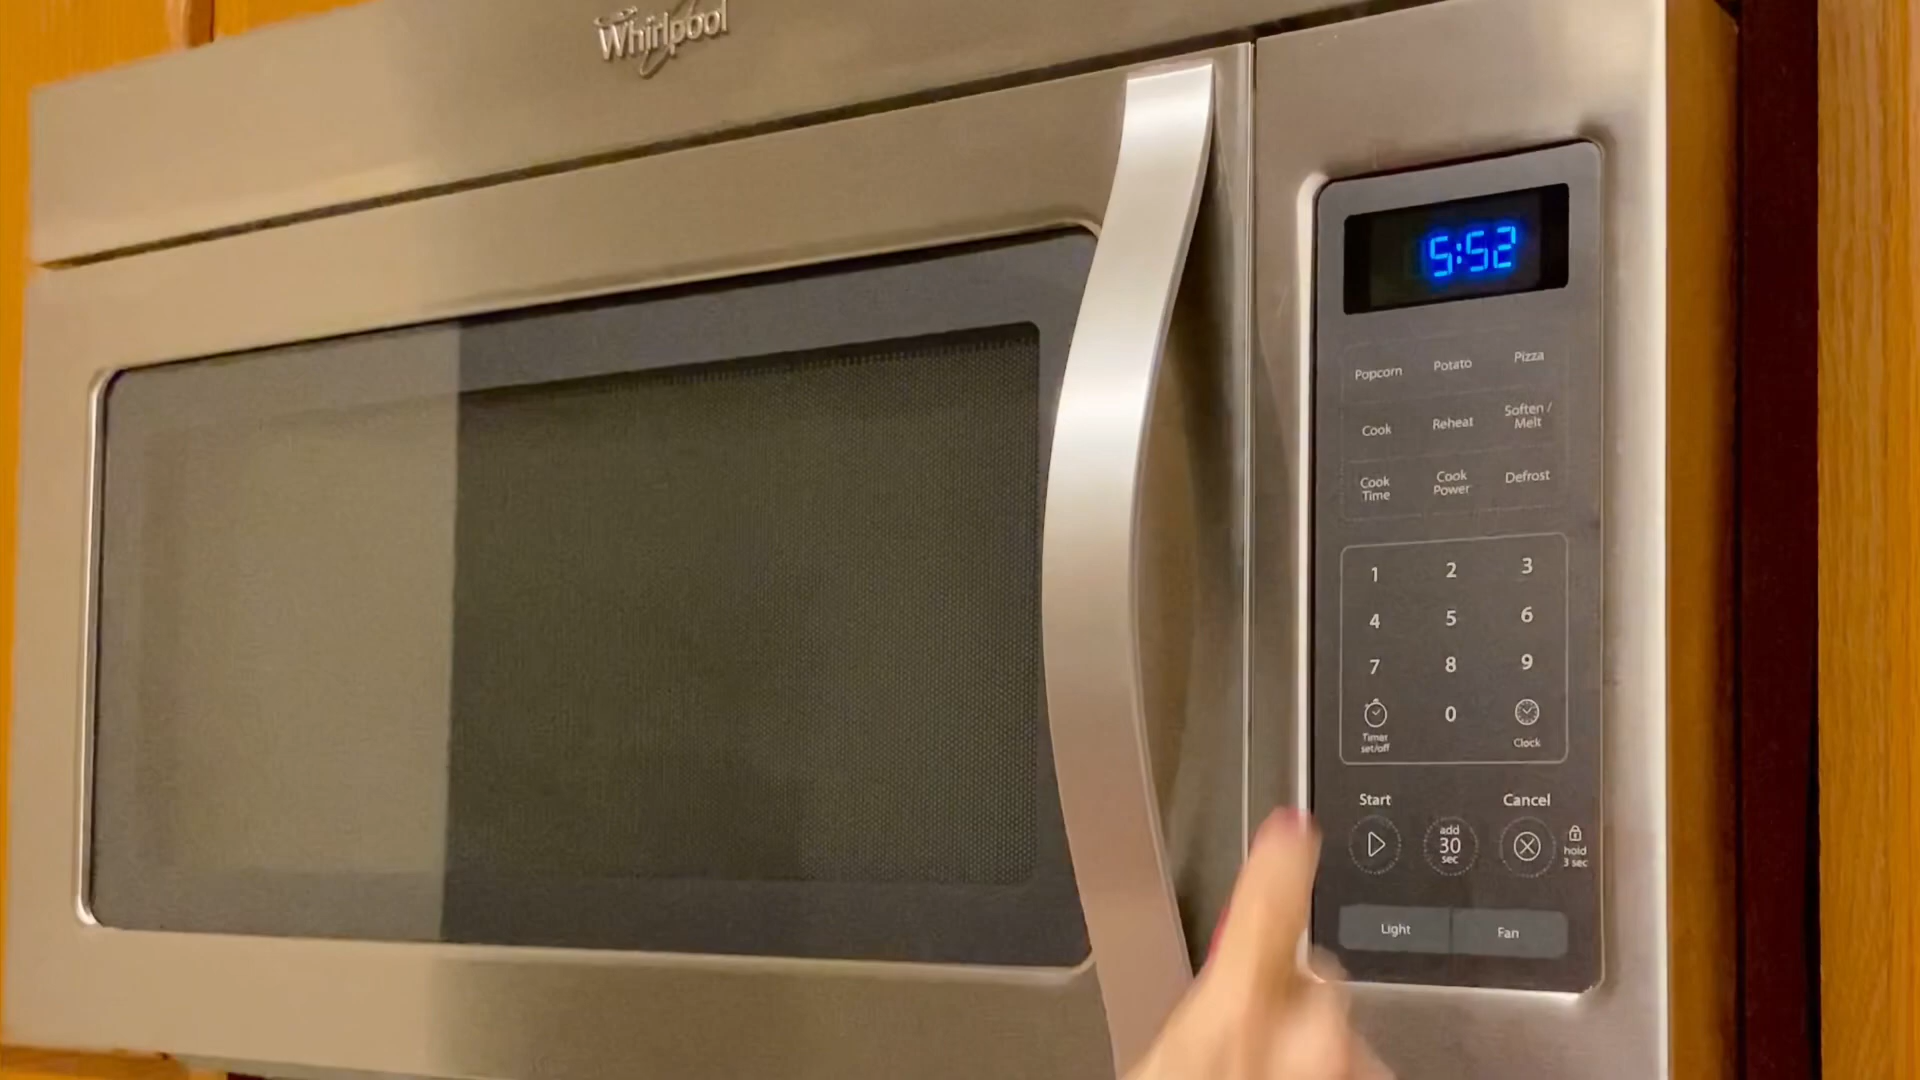 Whirlpool
5:52
Popcorn Potato Pizza
Cook Reheat Soften /
Melt
Cook
Time
Cook
Power
Defrost
1 2 3
4 5 6
7 8 9
0
Timer
set/off
Clock
Start Cancel
add
30
sec
hold
3 sec
Light Fan